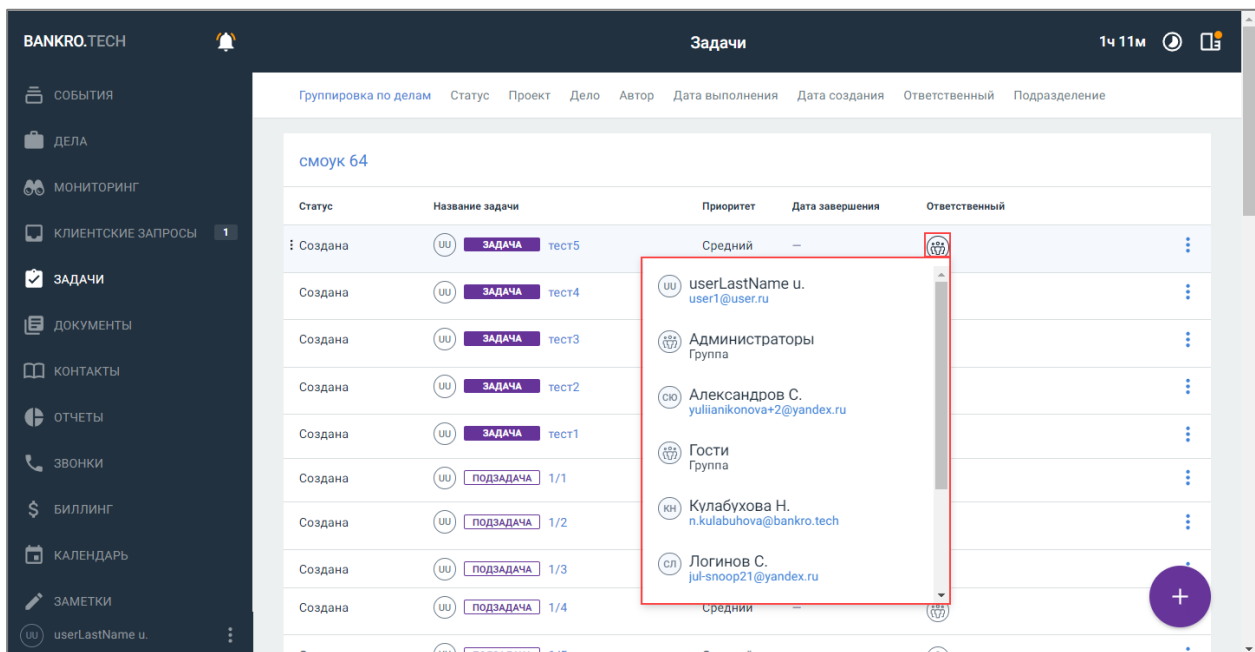 BANKRO.TECH
Задачи
1ч 11м
СОБЫТИЯ
ДЕЛА
МОНИТОРИНГ
КЛИЕНТСКИЕ ЗАПРОСЫ 1
ЗАДАЧИ
ДОКУМЕНТЫ
КОНТАКТЫ
ОТЧЕТЫ
ЗВОНКИ
БИЛЛИНГ
КАЛЕНДАРЬ
ЗАМЕТКИ
UU userLastName u.
Группировка по делам Статус Проект Дело Автор Дата выполнения Дата создания Ответственный Подразделение
смоук 64
Статус Название задачи Приоритет Дата завершения Ответственный
Создана UU ЗАДАЧА тест5 Средний —
Создана UU ЗАДАЧА тест4
Создана UU ЗАДАЧА тест3
Создана UU ЗАДАЧА тест2
Создана UU ЗАДАЧА тест1
Создана UU ПОДЗАДАЧА 1/1
Создана UU ПОДЗАДАЧА 1/2
Создана UU ПОДЗАДАЧА 1/3
Создана UU ПОДЗАДАЧА 1/4 Средний —
UU userLastName u.
user1@user.ru
Администраторы
Группа
СЮ Александров С.
yuliianikonova+2@yandex.ru
Гости
Группа
КН Кулабухова Н.
n.kulabuhova@bankro.tech
СЛ Логинов С.
jul-snoop21@yandex.ru